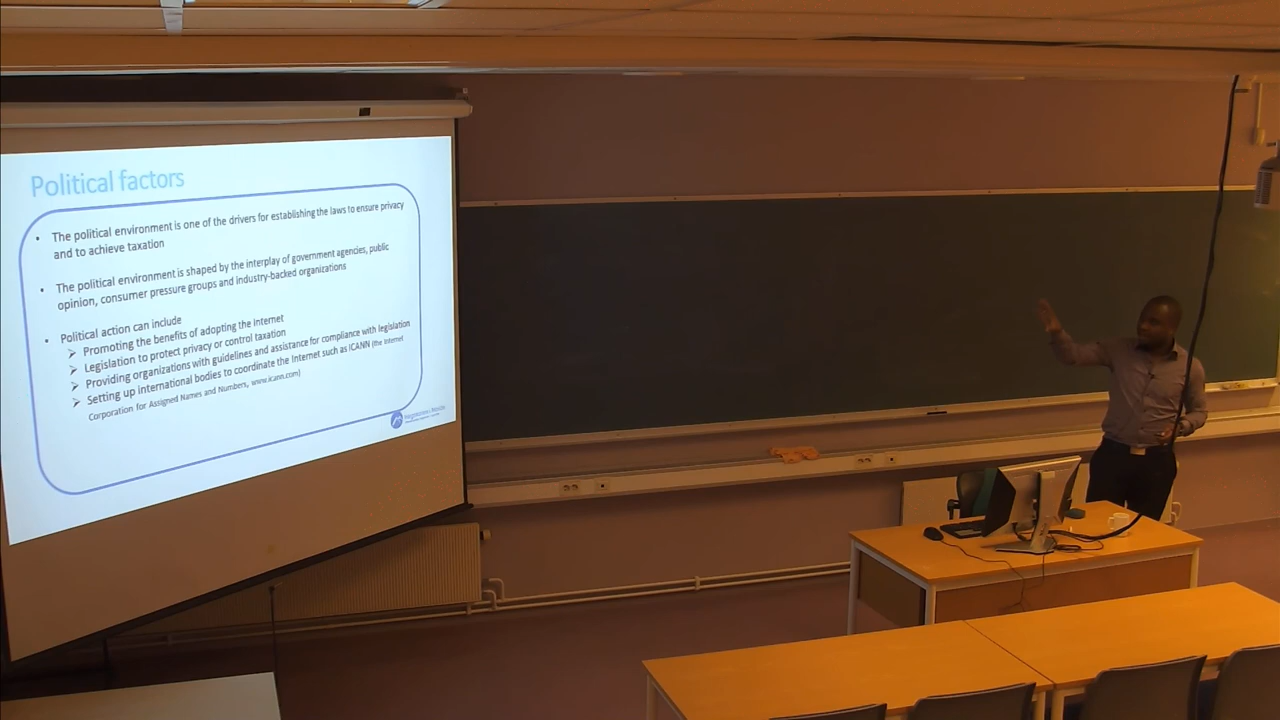 Political factors
• The political environment is one of the drivers for establishing the laws to ensure privacy
and to achieve taxation
• The political environment is shaped by the interplay of government agencies, public
opinion, consumer pressure groups and industry-backed organizations
• Political action can include
➢ Promoting the benefits of adopting the Internet
➢ Legislation to protect privacy or control taxation
➢ Providing organizations with guidelines and assistance for compliance with legislation
➢ Setting up international bodies to coordinate the Internet such as ICANN (the Internet
Corporation for Assigned Names and Numbers, www.icann.com)